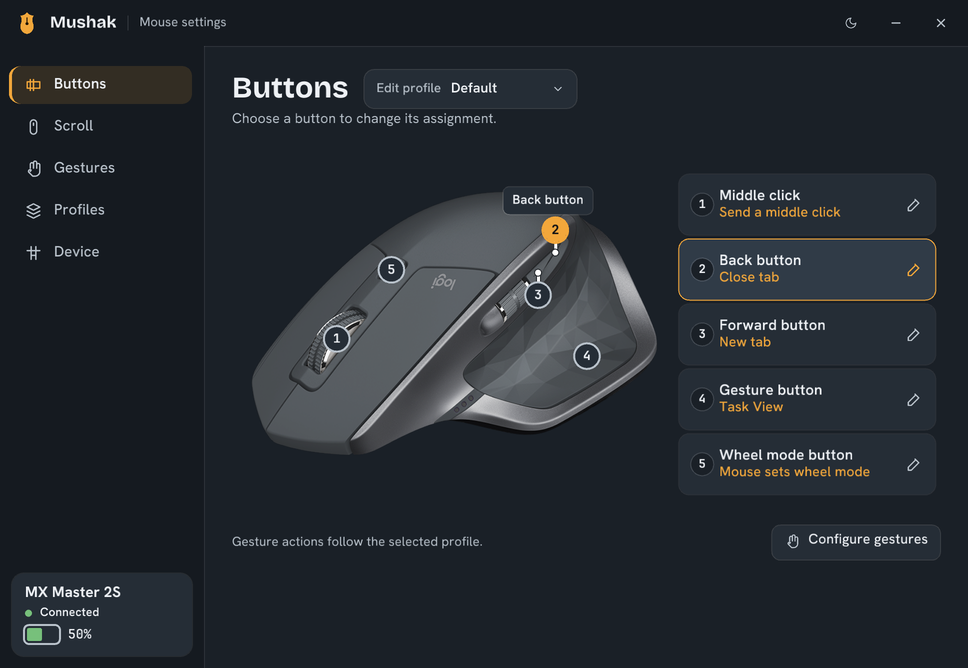 Mushak
Mouse settings
Buttons
Scroll
Gestures
Profiles
Device
MX Master 2S
Connected
50%
Buttons
Edit profile Default
Choose a button to change its assignment.
Back button
2
5
logi
3
1
4
1
Middle click
Send a middle click
2
Back button
Close tab
3
Forward button
New tab
4
Gesture button
Task View
5
Wheel mode button
Mouse sets wheel mode
Gesture actions follow the selected profile.
Configure gestures